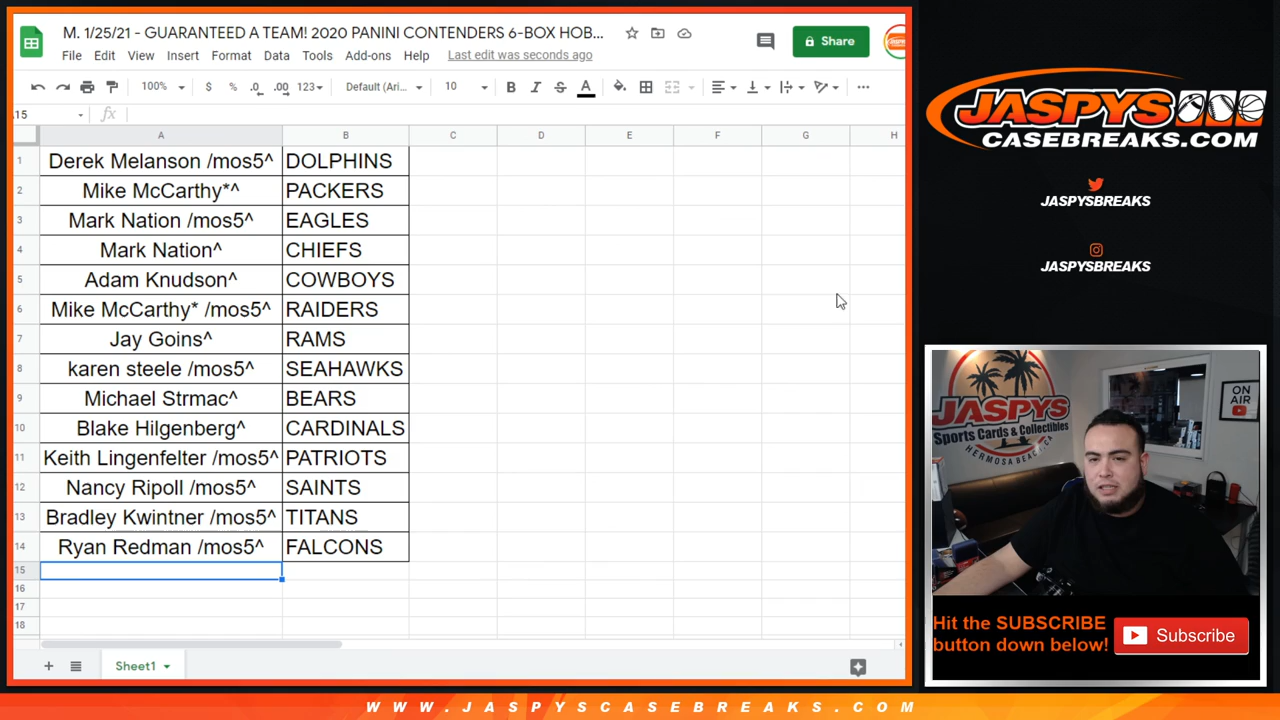 M. 1/25/21 - GUARANTEED A TEAM! 2020 PANINI CONTENDERS 6-BOX HOB...
File Edit View Insert Format Data Tools Add-ons Help Last edit was seconds ago
Share
100% $ % .0 .00 123 Default (Ari... 10 B I S A
15 fx
A B C D E F G H
1 Derek Melanson /mos5^ DOLPHINS
2 Mike McCarthy*^ PACKERS
3 Mark Nation /mos5^ EAGLES
4 Mark Nation^ CHIEFS
5 Adam Knudson^ COWBOYS
6 Mike McCarthy* /mos5^ RAIDERS
7 Jay Goins^ RAMS
8 karen steele /mos5^ SEAHAWKS
9 Michael Strmac^ BEARS
10 Blake Hilgenberg^ CARDINALS
11 Keith Lingenfelter /mos5^ PATRIOTS
12 Nancy Ripoll /mos5^ SAINTS
13 Bradley Kwintner /mos5^ TITANS
14 Ryan Redman /mos5^ FALCONS
15
16
17
18
Sheet1
JASPYS
CASEBREAKS.COM
JASPYSBREAKS
JASPYSBREAKS
JASPYS
Sports Cards & Collectibles
HERMOSA BEACH, CA
ON
AIR
Hit the SUBSCRIBE
button down below!
Subscribe
WWW.JASPYSCASEBREAKS.COM